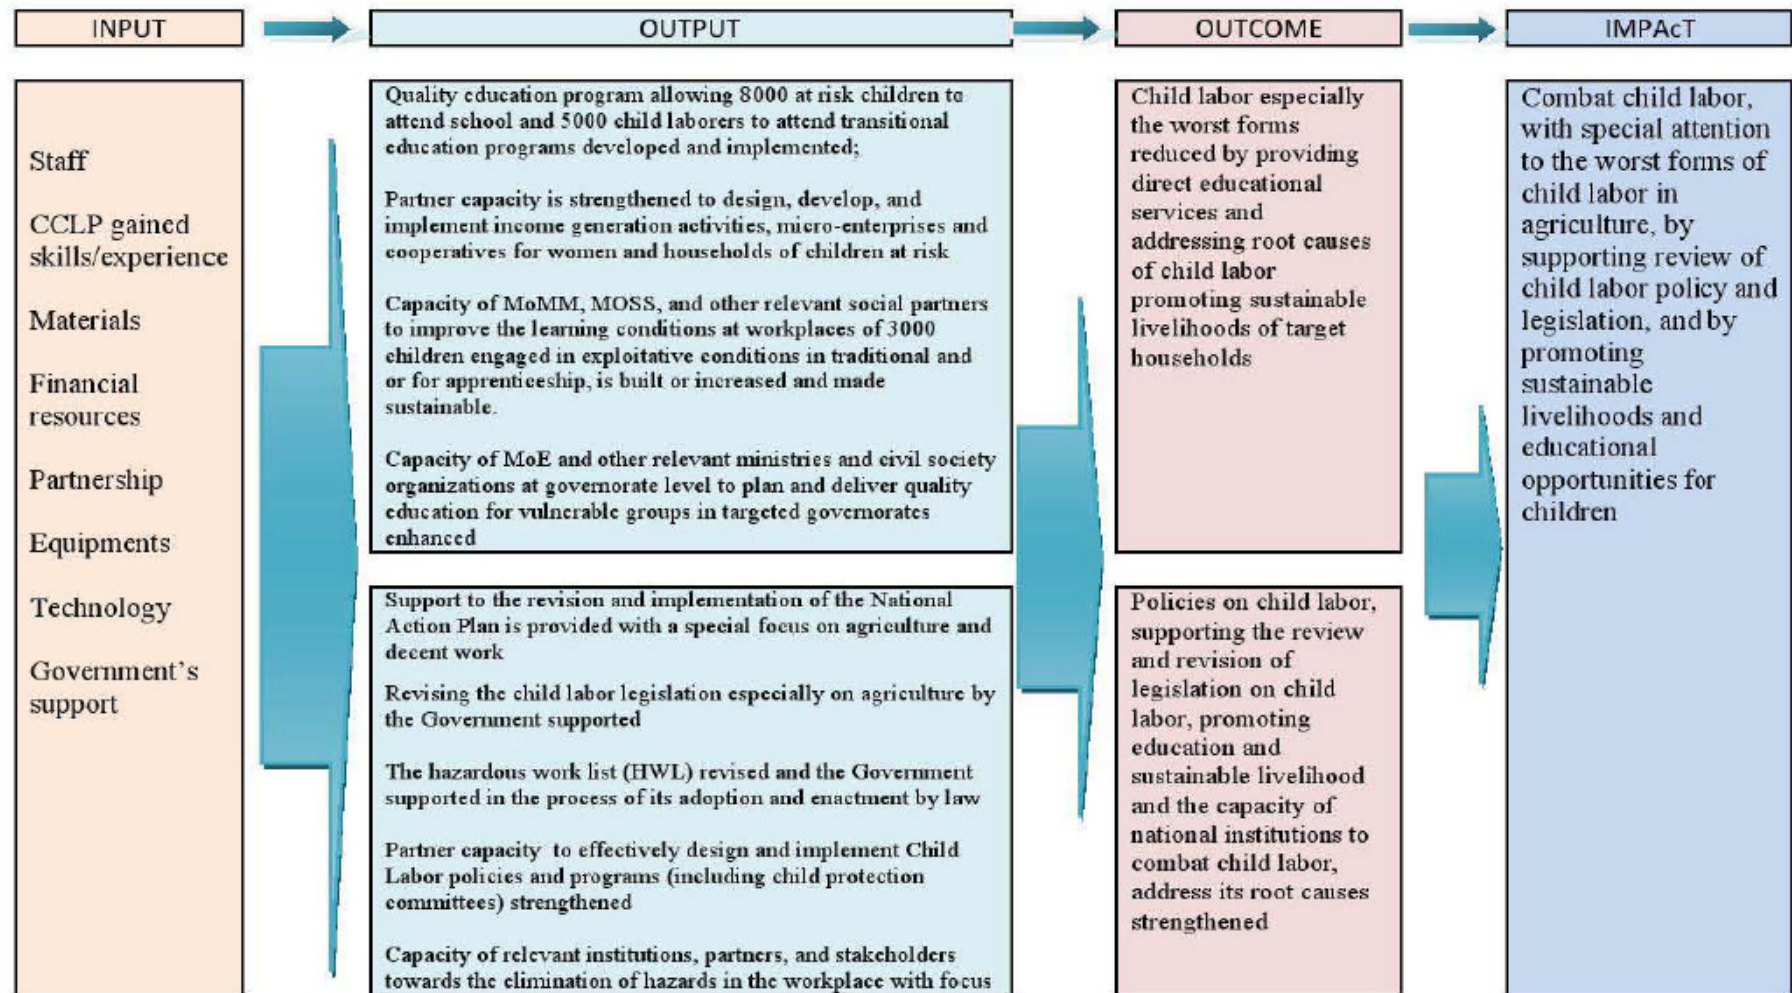 INPUT
OUTPUT
OUTCOME
IMPAcT
Staff
CCLP gained
skills/experience
Materials
Financial
resources
Partnership
Equipments
Technology
Government's
support
Quality education program allowing 8000 at risk children to
attend school and 5000 child laborers to attend transitional
education programs developed and implemented;
Partner capacity is strengthened to design, develop, and
implement income generation activities, micro-enterprises and
cooperatives for women and households of children at risk
Capacity of MoMM, MOSS, and other relevant social partners
to improve the learning conditions at workplaces of 3000
children engaged in exploitative conditions in traditional and
or for apprenticeship, is built or increased and made
sustainable.
Capacity of MoE and other relevant ministries and civil society
organizations at governorate level to plan and deliver quality
education for vulnerable groups in targeted governorates
enhanced
Support to the revision and implementation of the National
Action Plan is provided with a special focus on agriculture and
decent work
Revising the child labor legislation especially on agriculture by
the Government supported
The hazardous work list (HWL) revised and the Government
supported in the process of its adoption and enactment by law
Partner capacity to effectively design and implement Child
Labor policies and programs (including child protection
committees) strengthened
Capacity of relevant institutions, partners, and stakeholders
towards the elimination of hazards in the workplace with focus
Child labor especially
the worst forms
reduced by providing
direct educational
services and
addressing root causes
of child labor
promoting sustainable
livelihoods of target
households
Policies on child labor,
supporting the review
and revision of
legislation on child
labor, promoting
education and
sustainable livelihood
and the capacity of
national institutions to
combat child labor,
address its root causes
strengthened
Combat child labor,
with special attention
to the worst forms of
child labor in
agriculture, by
supporting review of
child labor policy and
legislation, and by
promoting
sustainable
livelihoods and
educational
opportunities for
children